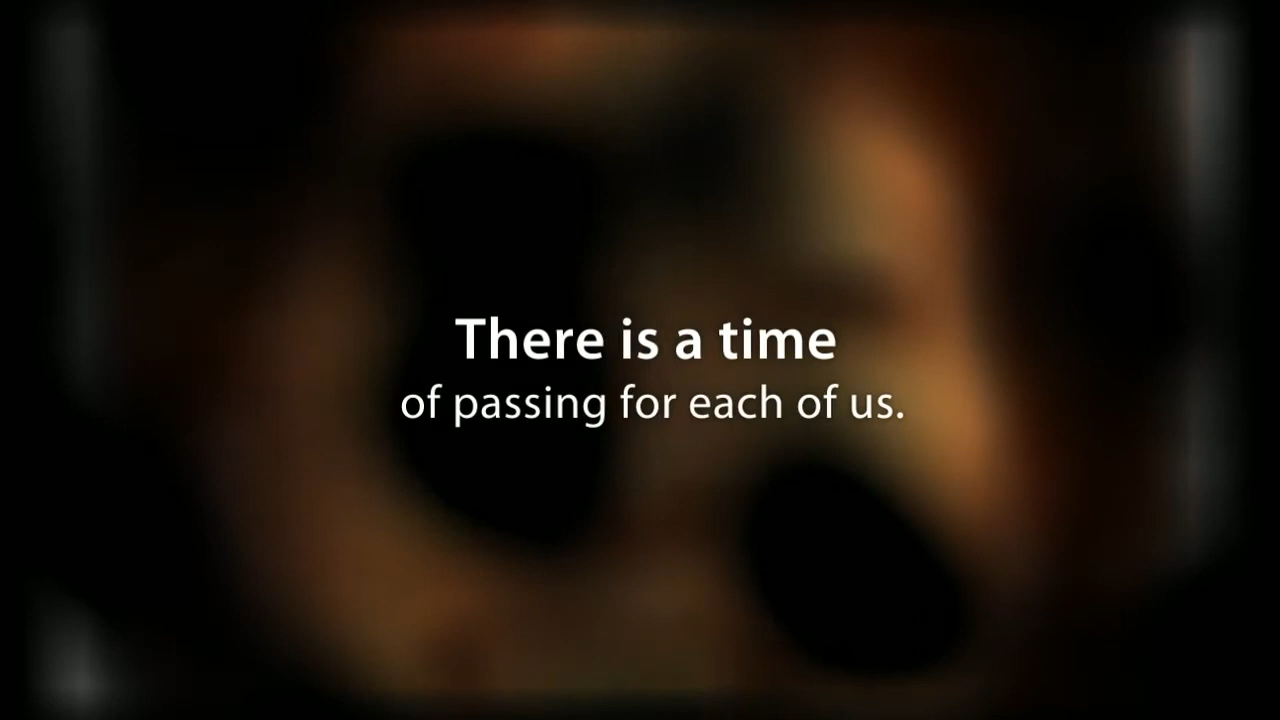 There is a time
of passing for each of us.